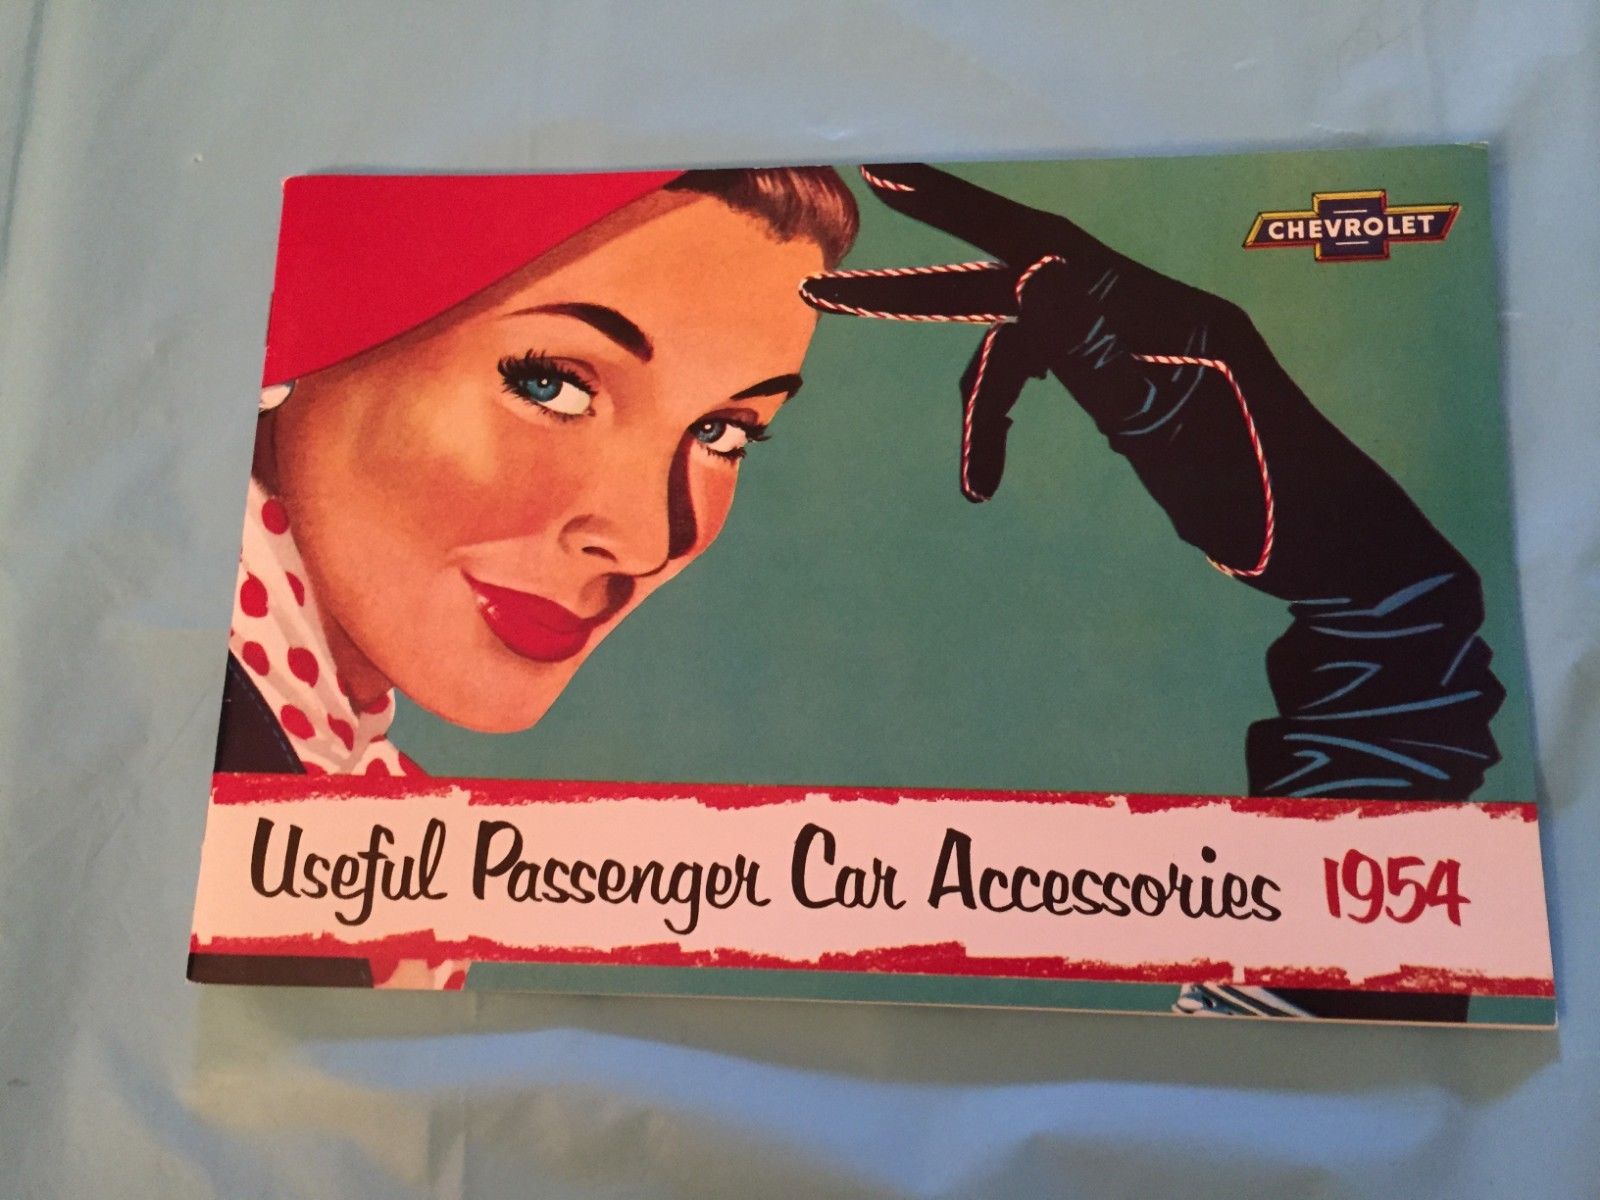 CHEVROLET
Useful Passenger Car Accessories 1954